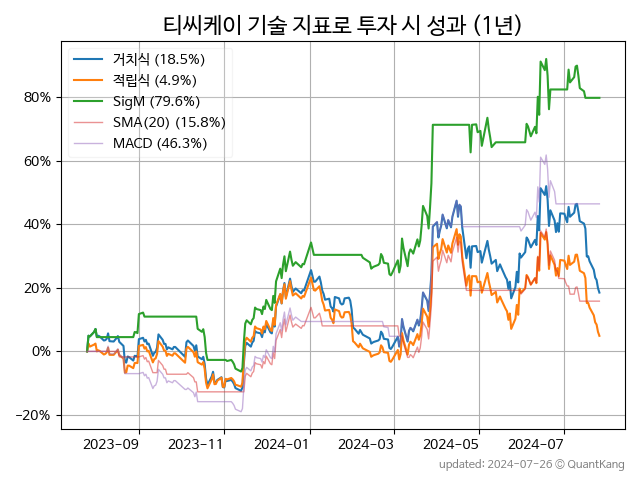 티씨케이 기술 지표로 투자 시 성과 (1년)
거치식 (18.5%)
적립식 (4.9%)
SigM (79.6%)
SMA(20) (15.8%)
MACD (46.3%)
80%
60%
40%
20%
0%
−20%
2023−09
2023−11
2024−01
2024−03
2024−05
2024−07
updated: 2024-07-26 © QuantKang